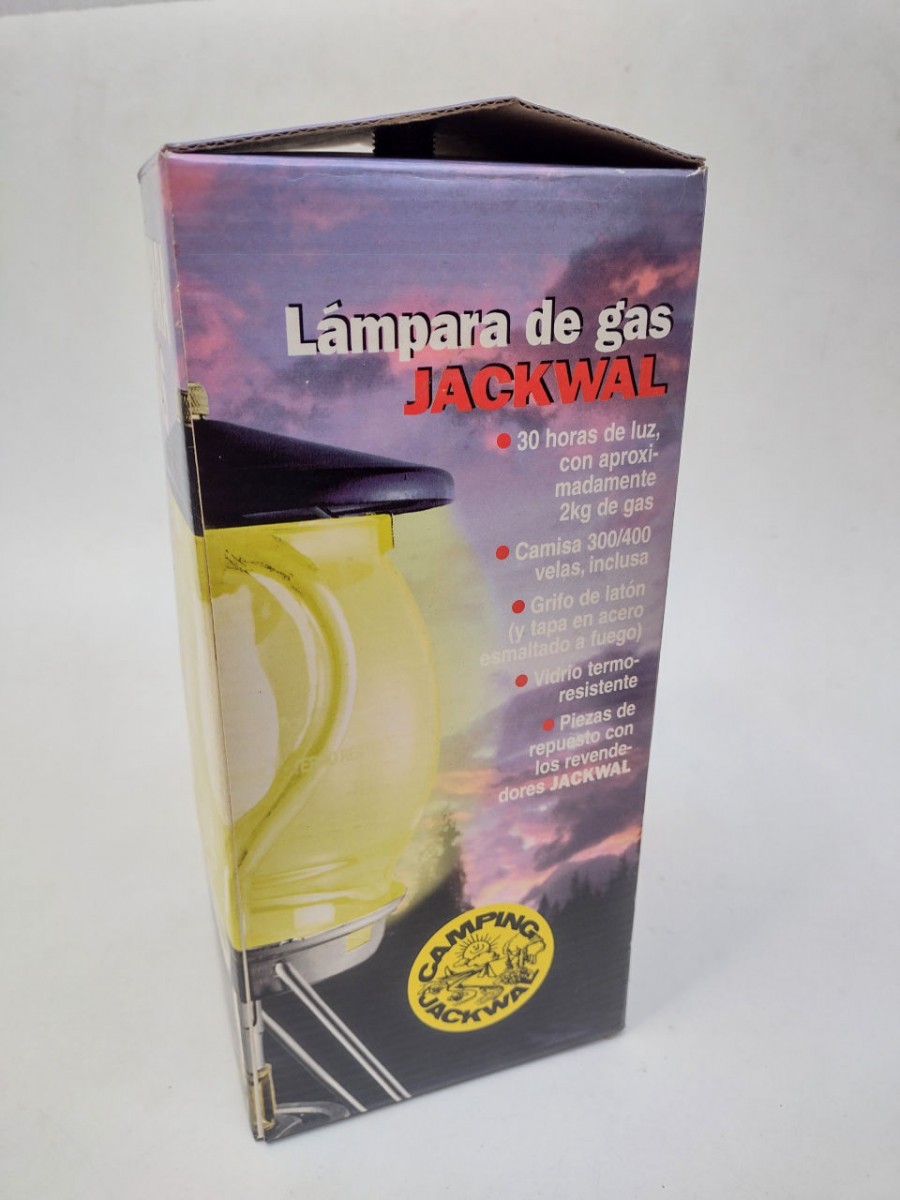 Lámpara de gas
JACKWAL
• 30 horas de luz,
con aproxi-
madamente
2kg de gas
• Camisa 300/400
velas, inclusa
• Grifo de latón
(y tapa en acero
esmaltado a fuego)
• Vidrio termo-
resistente
• Piezas de
repuesto con
los revende-
dores JACKWAL
CAMPING
JACKWAL